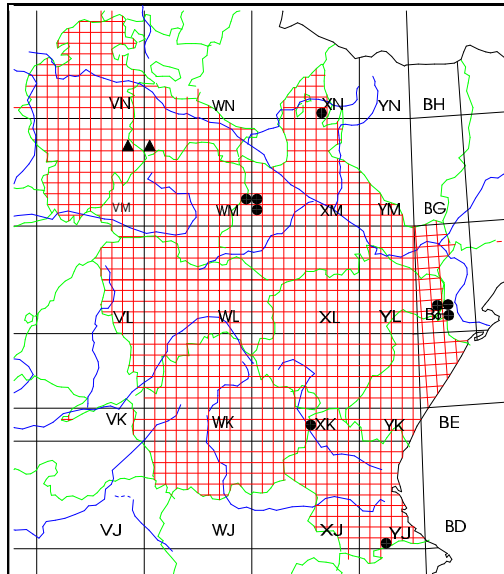 VN WN XN YN BH
VM WM XM YM BG
VL WL XL YL BF
VK WK XK YK BE
VJ WJ XJ YJ BD